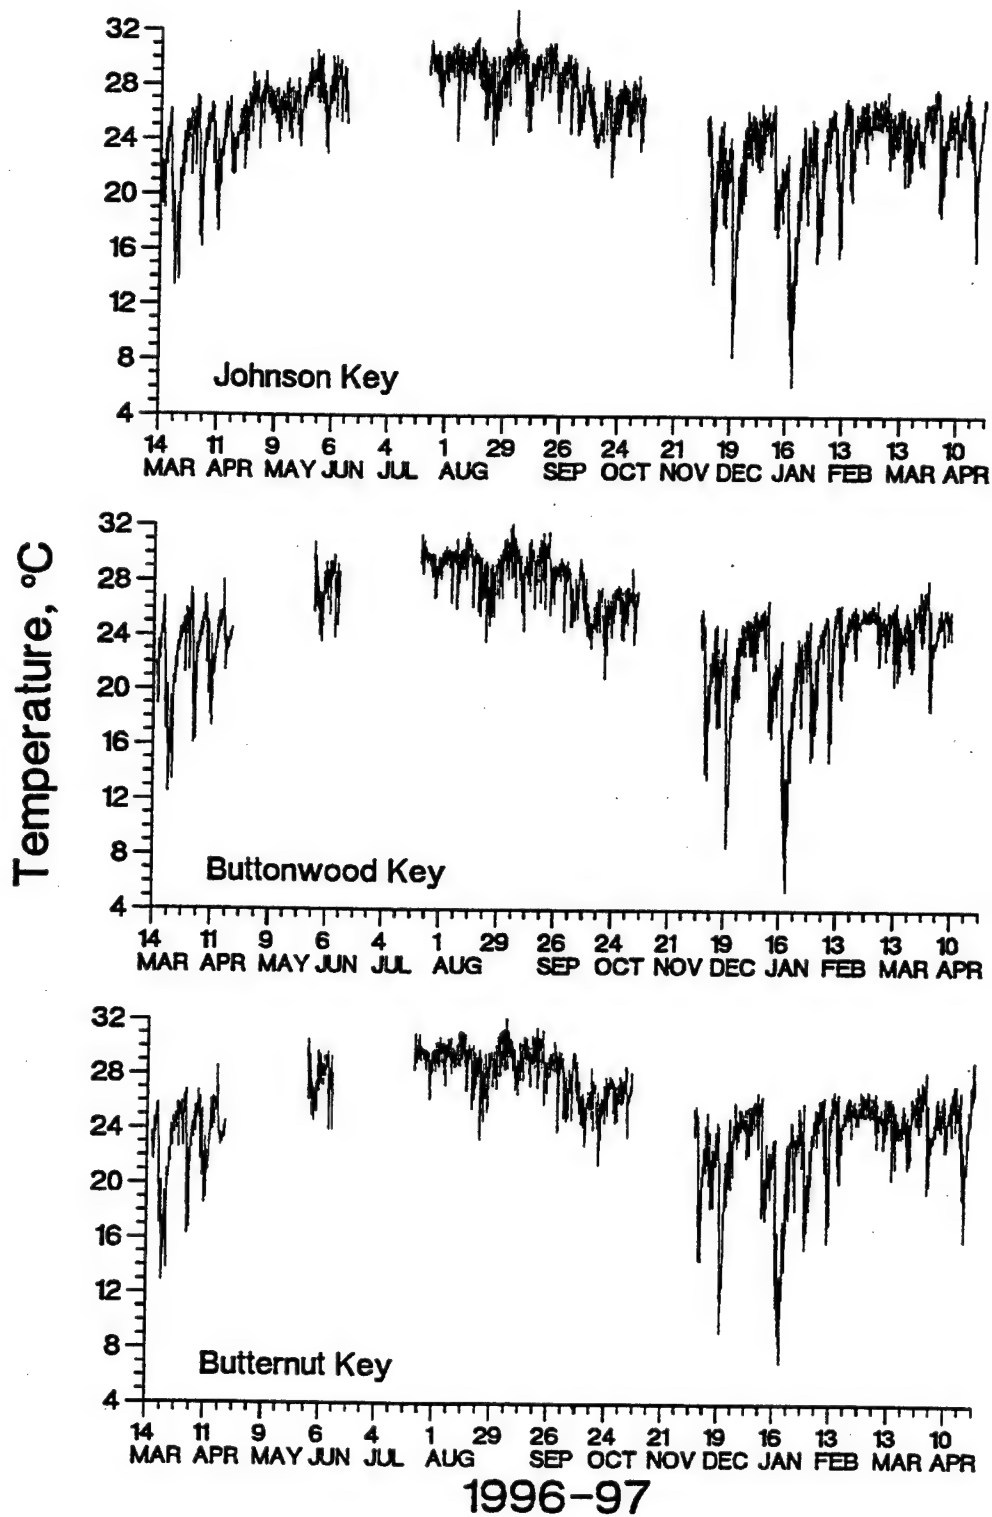 32
28
24
20
16
12
8
4
Johnson Key
14 11 9 6 4 1 29 26 24 21 19 16 13 13 10
MAR APR MAY JUN JUL AUG SEP OCT NOV DEC JAN FEB MAR APR
Temperature, ºC
32
28
24
20
16
12
8
4
Buttonwood Key
14 11 9 6 4 1 29 26 24 21 19 16 13 13 10
MAR APR MAY JUN JUL AUG SEP OCT NOV DEC JAN FEB MAR APR
32
28
24
20
16
12
8
4
Butternut Key
14 11 9 6 4 1 29 26 24 21 19 16 13 13 10
MAR APR MAY JUN JUL AUG SEP OCT NOV DEC JAN FEB MAR APR
1996-97